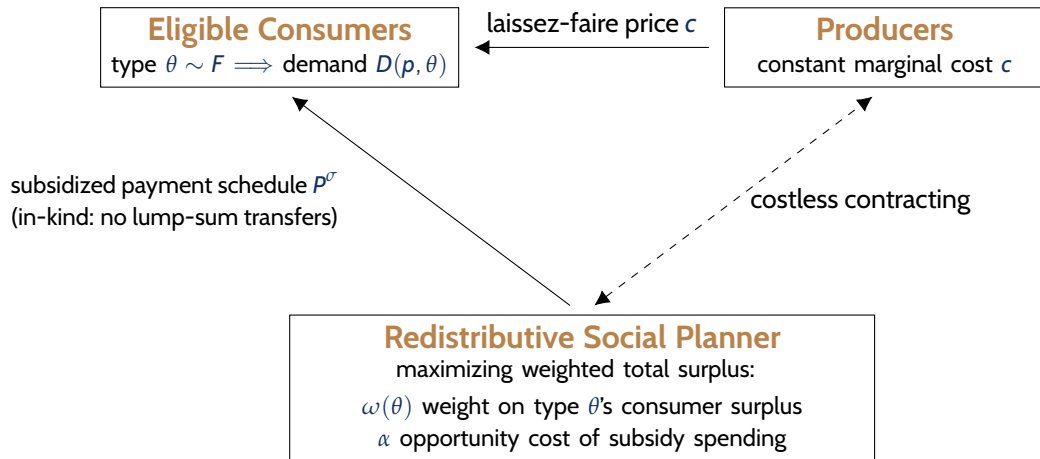 Eligible Consumers
type θ ∼ F ⟹ demand D(p, θ)
laissez-faire price c
Producers
constant marginal cost c
subsidized payment schedule P^σ
(in-kind: no lump-sum transfers)
costless contracting
Redistributive Social Planner
maximizing weighted total surplus:
ω(θ) weight on type θ's consumer surplus
α opportunity cost of subsidy spending